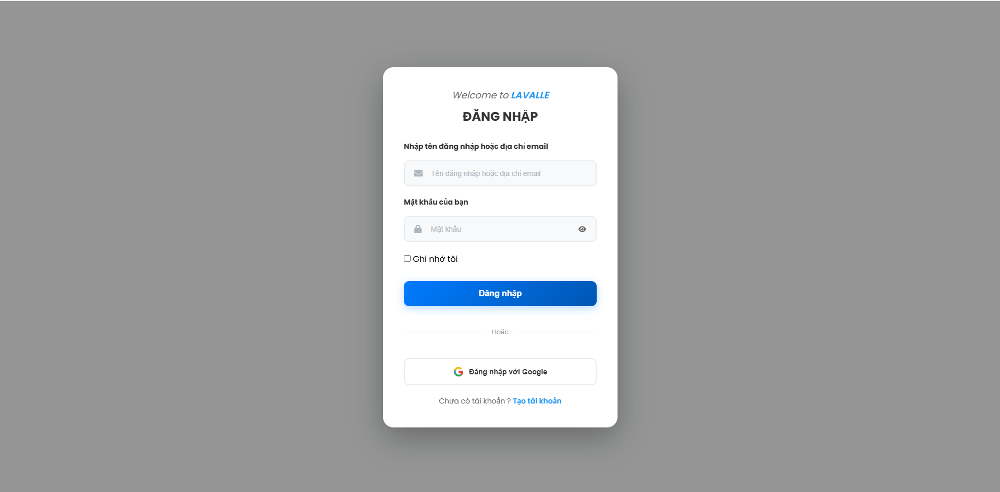 Welcome to LAVALLE
ĐĂNG NHẬP
Nhập tên đăng nhập hoặc địa chỉ email
Tên đăng nhập hoặc địa chỉ email
Mật khẩu của bạn
Mật khẩu
Ghi nhớ tôi
Đăng nhập
Hoặc
Đăng nhập với Google
Chưa có tài khoản ? Tạo tài khoản